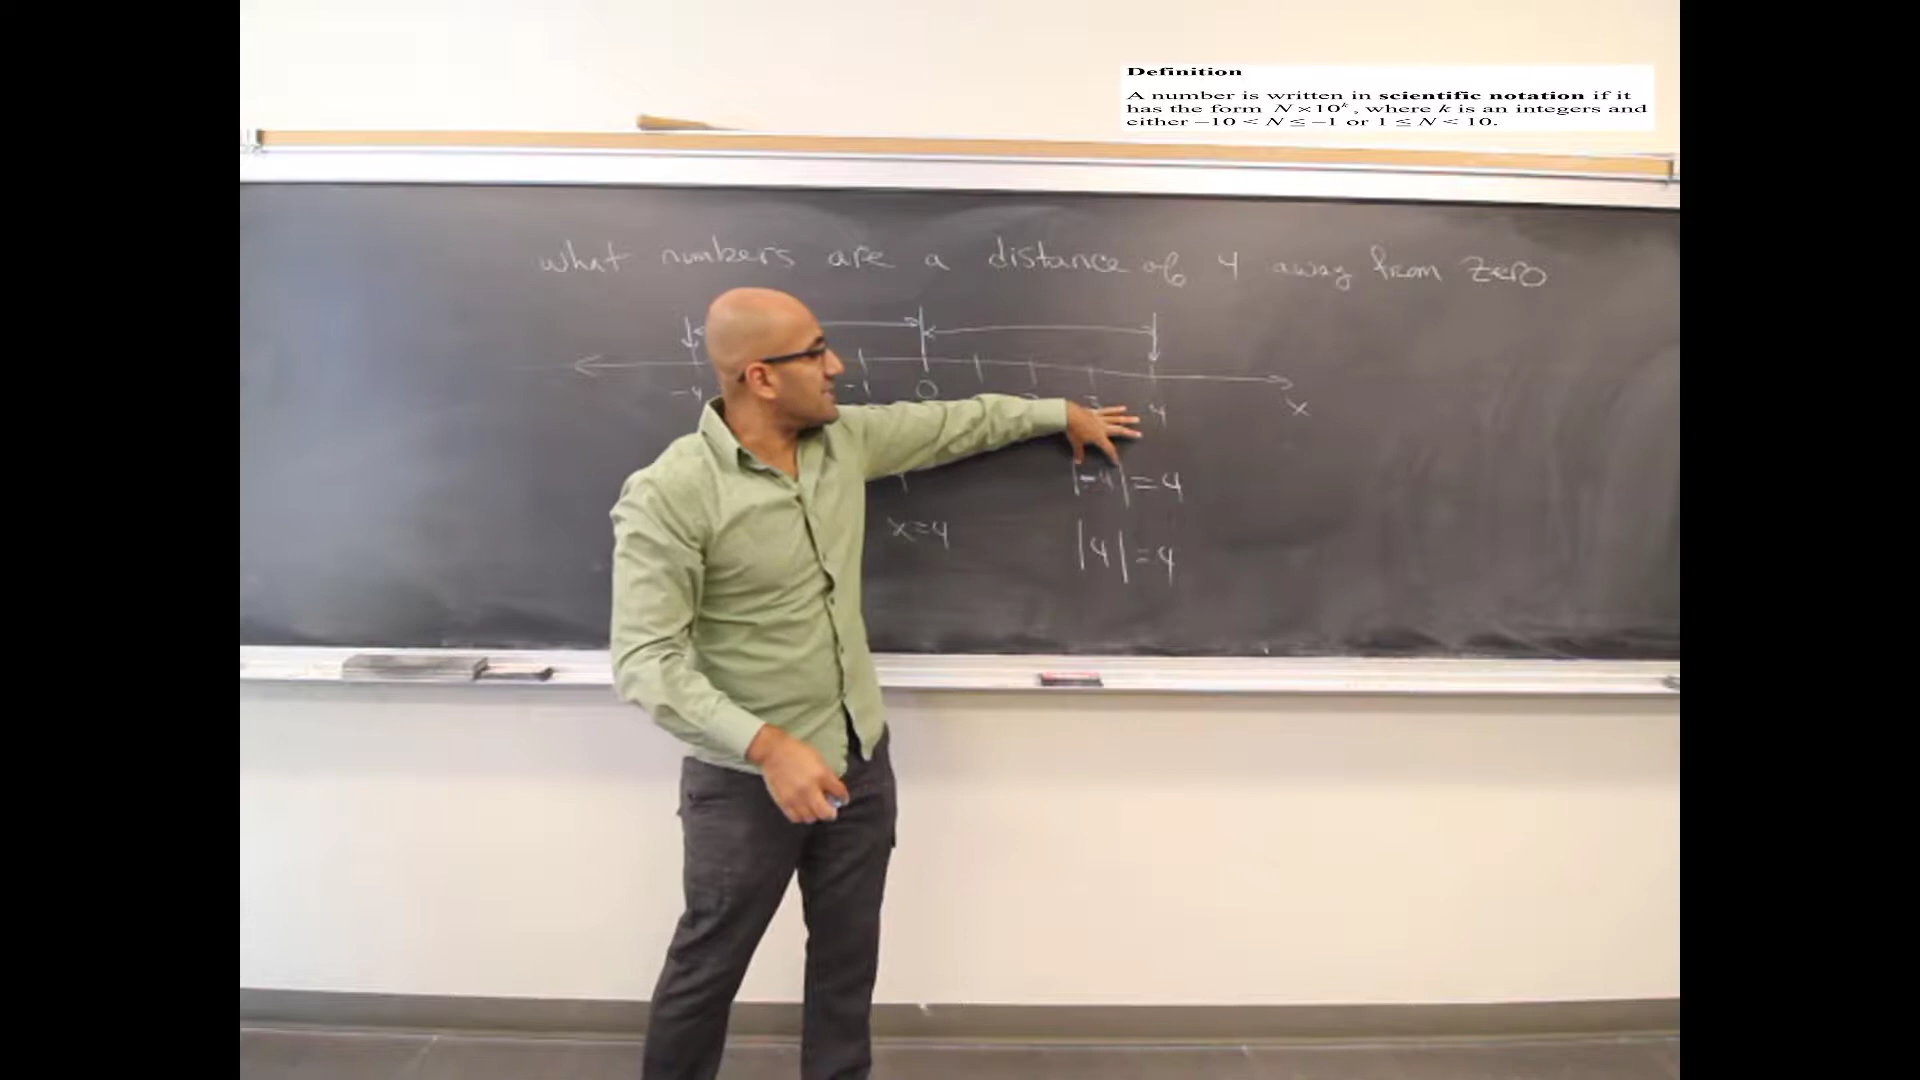 Definition
A number is written in scientific notation if it
has the form N×10ᵏ, where k is an integers and
either −10 < N ≤ −1 or 1 ≤ N < 10.
what numbers are a distance of 4 away from zero
-4 -1 0 3 4 x
|-4|=4
x=4 |4|=4